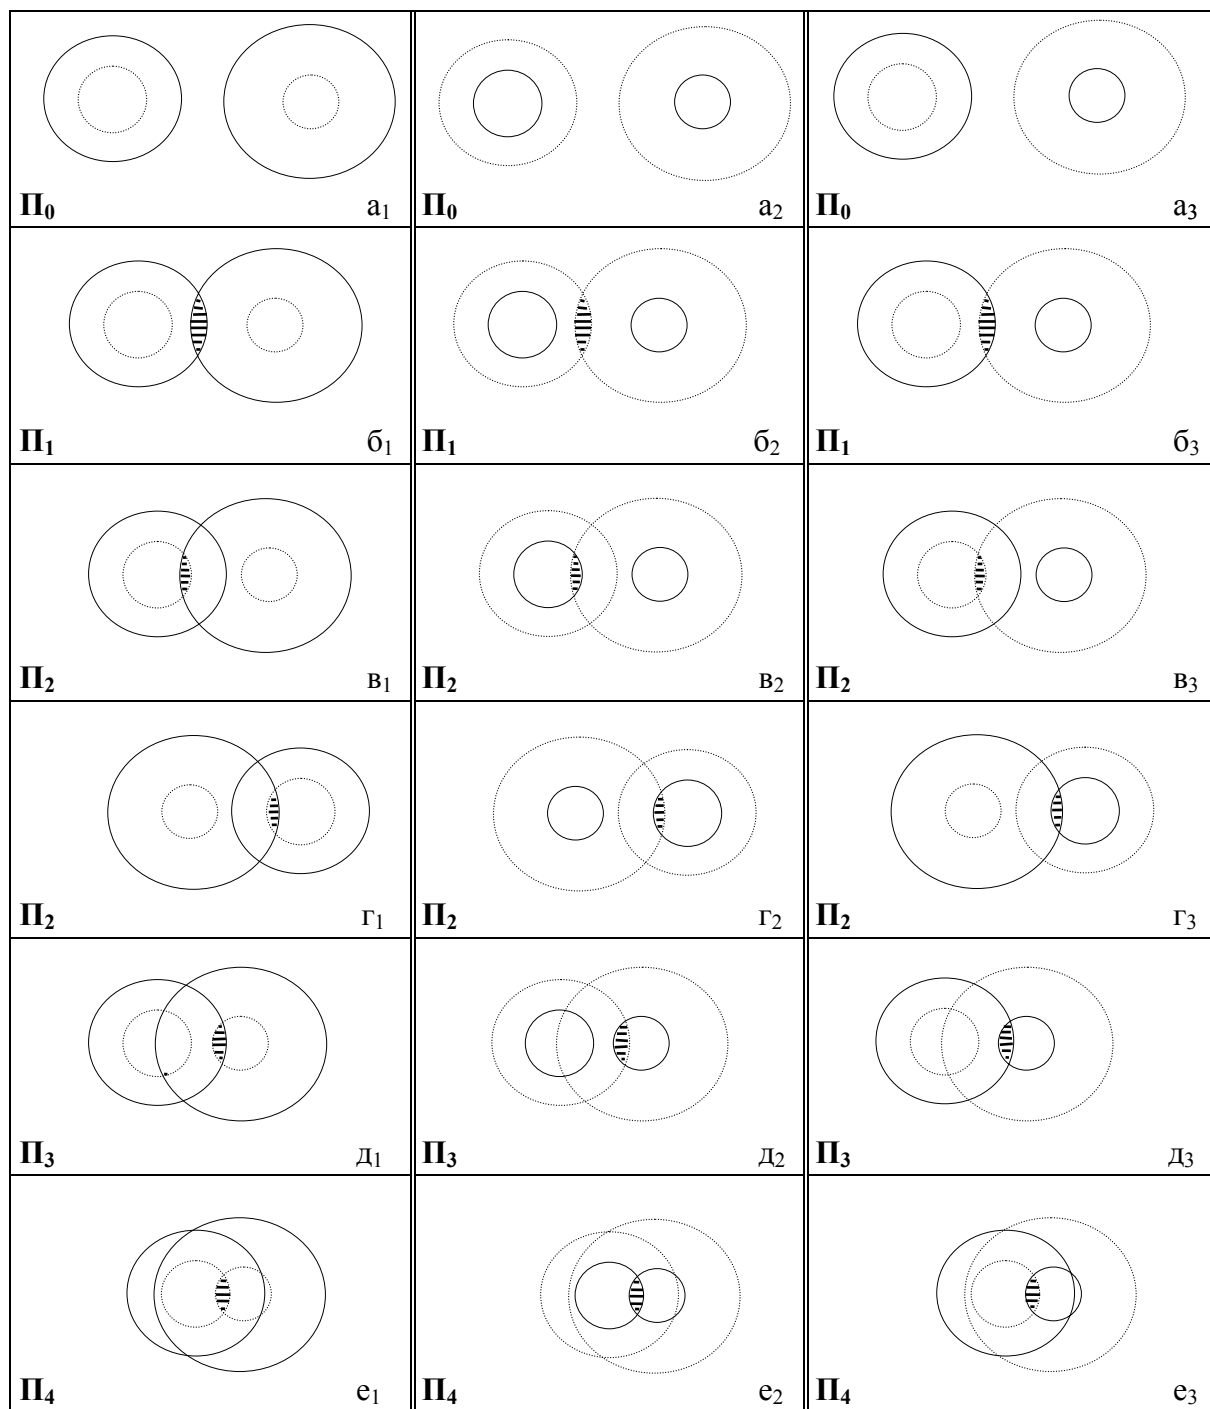 П₀ а₁ П₀ а₂ П₀ а₃
П₁ б₁ П₁ б₂ П₁ б₃
П₂ в₁ П₂ в₂ П₂ в₃
П₂ г₁ П₂ г₂ П₂ г₃
П₃ д₁ П₃ д₂ П₃ д₃
П₄ е₁ П₄ е₂ П₄ е₃